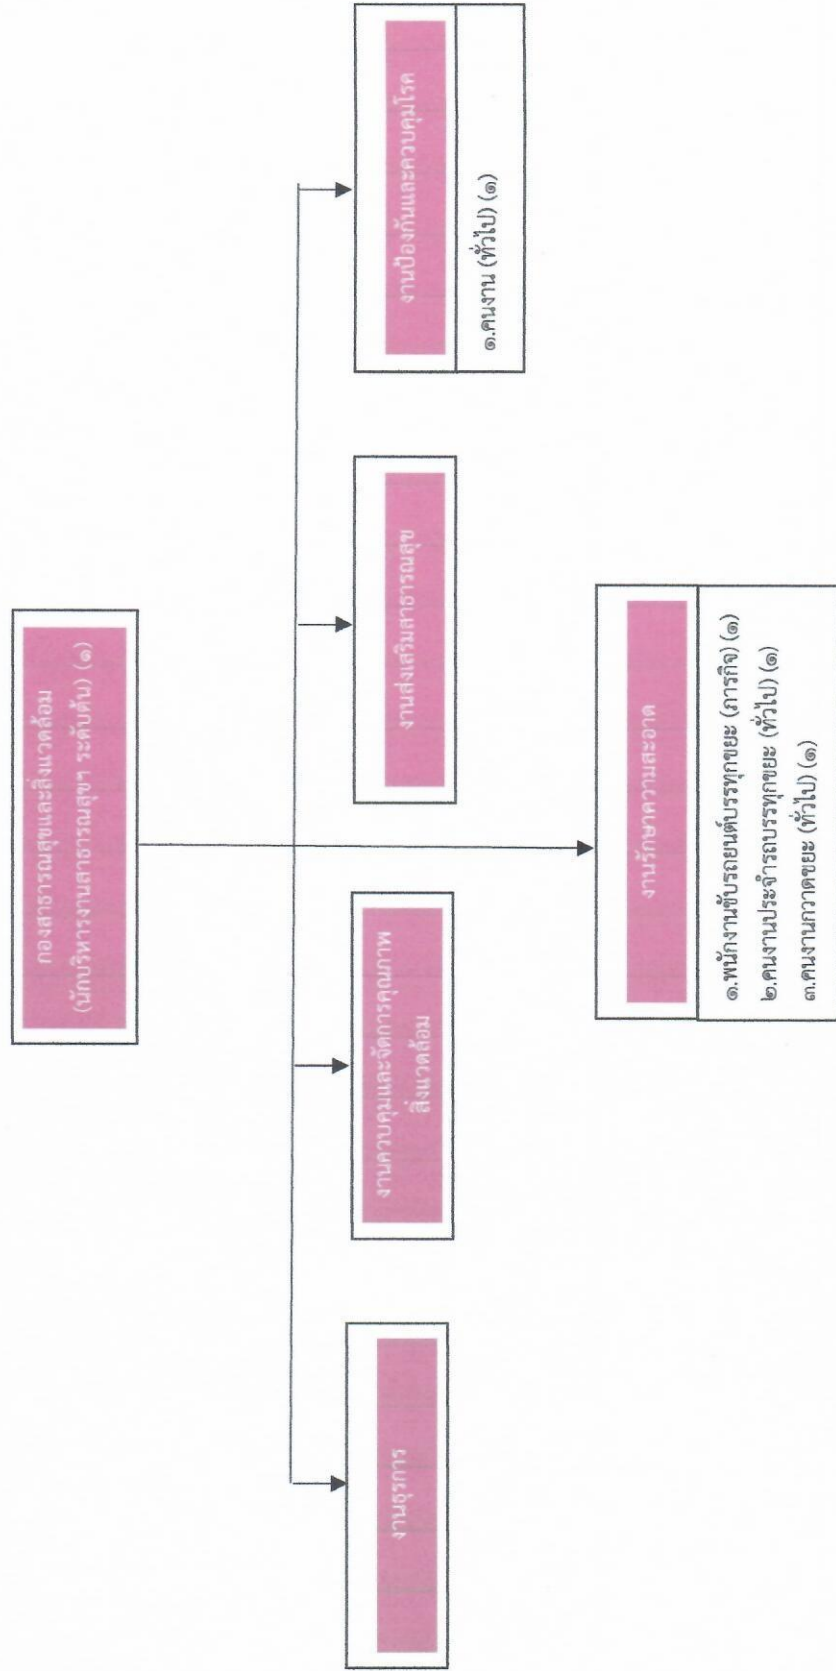 กองสาธารณสุขและสิ่งแวดล้อม
(นักบริหารงานสาธารณสุขฯ ระดับต้น) (๑)
งานธุรการ
งานควบคุมและจัดการคุณภาพ
สิ่งแวดล้อม
งานส่งเสริมสาธารณสุข
งานป้องกันและควบคุมโรค
๑.คนงาน (ทั่วไป) (๑)
งานรักษาความสะอาด
๑.พนักงานขับรถยนต์บรรทุกขยะ (ภารกิจ) (๑)
๒.คนงานประจำรถบรรทุกขยะ (ทั่วไป) (๑)
๓.คนงานกวาดขยะ (ทั่วไป) (๑)